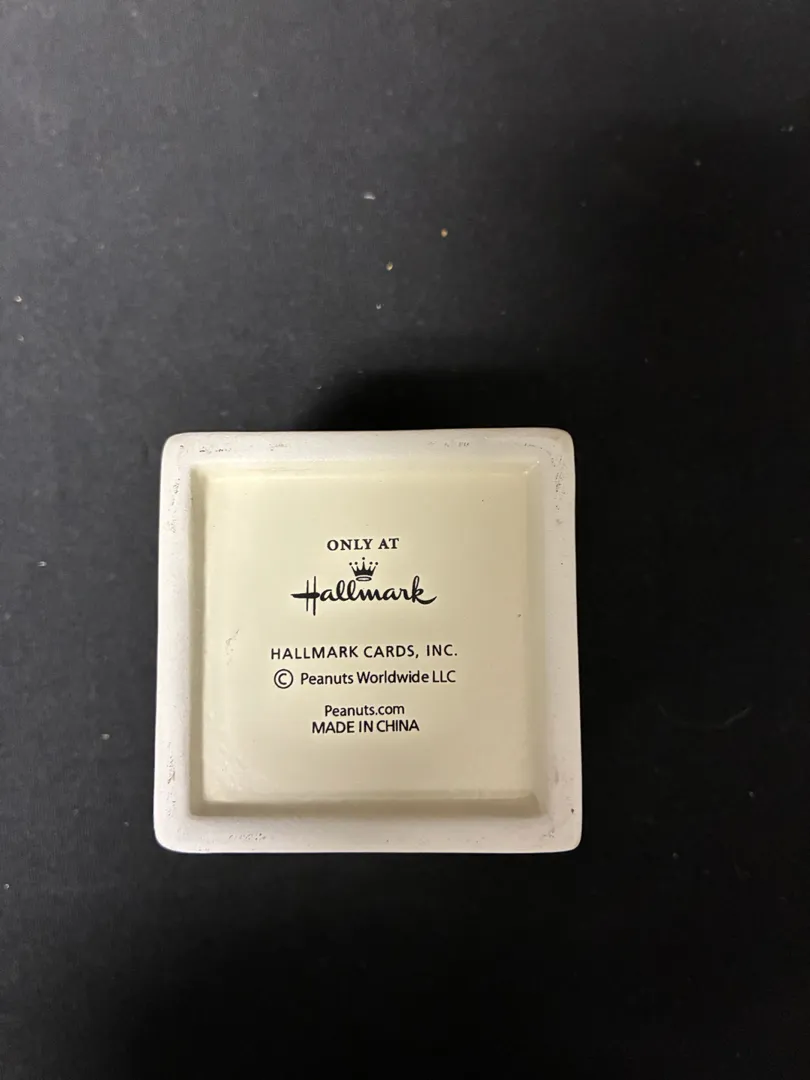 ONLY AT
Hallmark
HALLMARK CARDS, INC.
© Peanuts Worldwide LLC
Peanuts.com
MADE IN CHINA